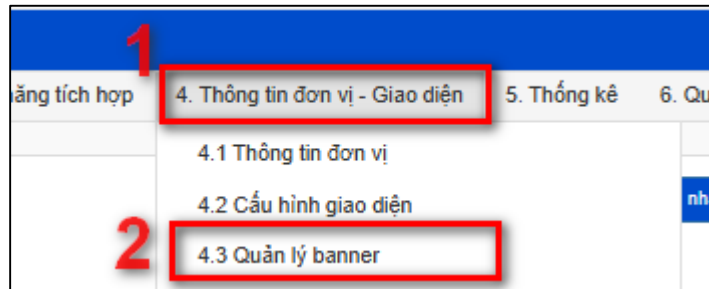 1
năng tích hợp 4. Thông tin đơn vị - Giao diện 5. Thống kê 6. Qu
4.1 Thông tin đơn vị
4.2 Cấu hình giao diện
nh
2 4.3 Quản lý banner